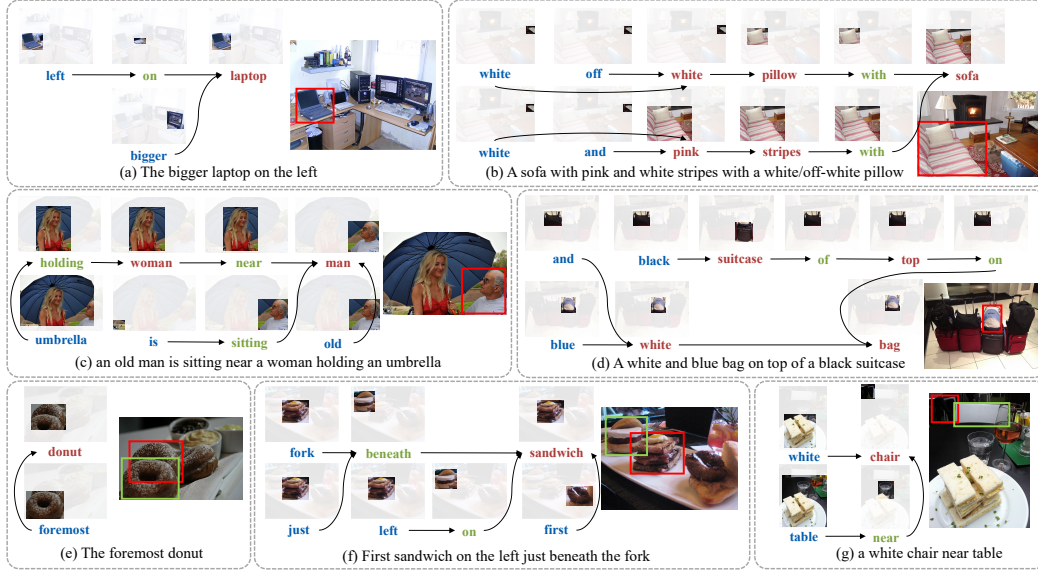 left on laptop
bigger
(a) The bigger laptop on the left
white off white pillow with sofa
white and pink stripes with
(b) A sofa with pink and white stripes with a white/off-white pillow
holding woman near man
umbrella is sitting old
(c) an old man is sitting near a woman holding an umbrella
and black suitcase of top on
blue white bag
(d) A white and blue bag on top of a black suitcase
donut
foremost
(e) The foremost donut
fork beneath sandwich
just left on first
(f) First sandwich on the left just beneath the fork
white chair
table near
(g) a white chair near table